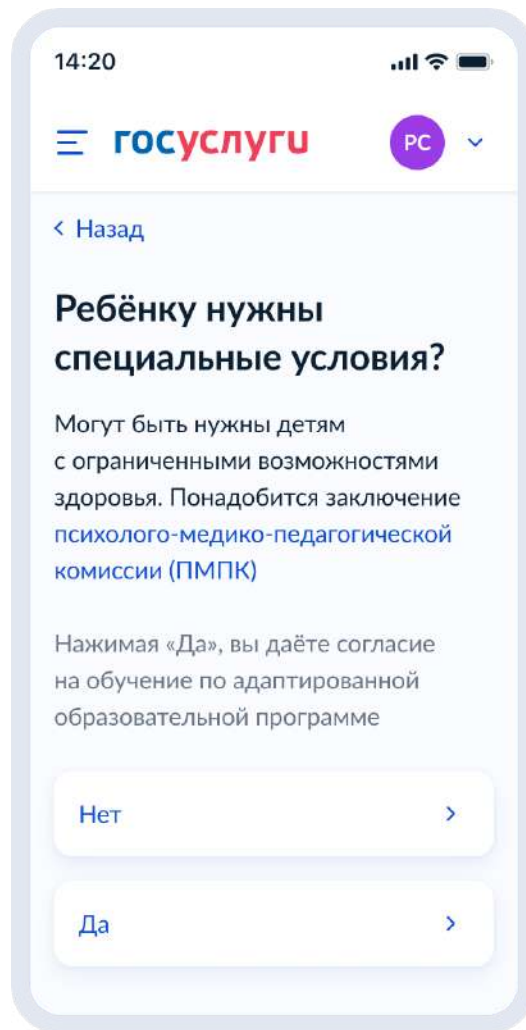 14:20
госуслуги
РС
Назад
Ребёнку нужны
специальные условия?
Могут быть нужны детям
с ограниченными возможностями
здоровья. Понадобится заключение
психолого-медико-педагогической
комиссии (ПМПК)
Нажимая «Да», вы даёте согласие
на обучение по адаптированной
образовательной программе
Нет
Да